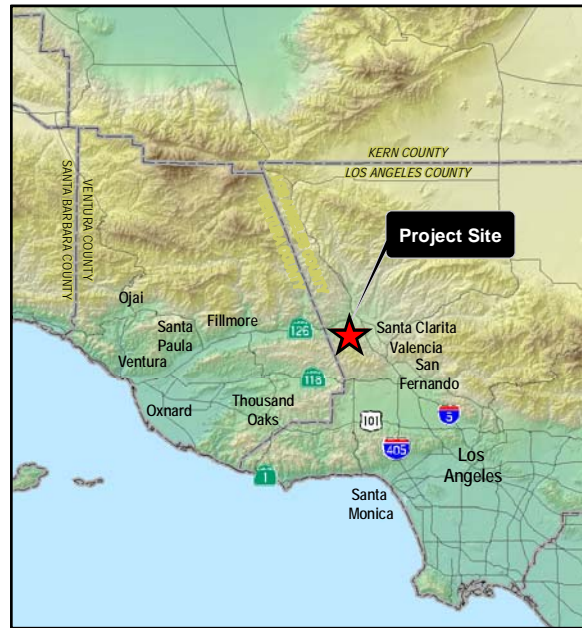 KERN COUNTY
LOS ANGELES COUNTY
SANTA BARBARA COUNTY
VENTURA COUNTY
Project Site
Ojai
Santa
Paula
Fillmore
126
Santa Clarita
Valencia
San
Fernando
Ventura
118
Oxnard
Thousand
Oaks
101
5
405
Los
Angeles
1
Santa
Monica